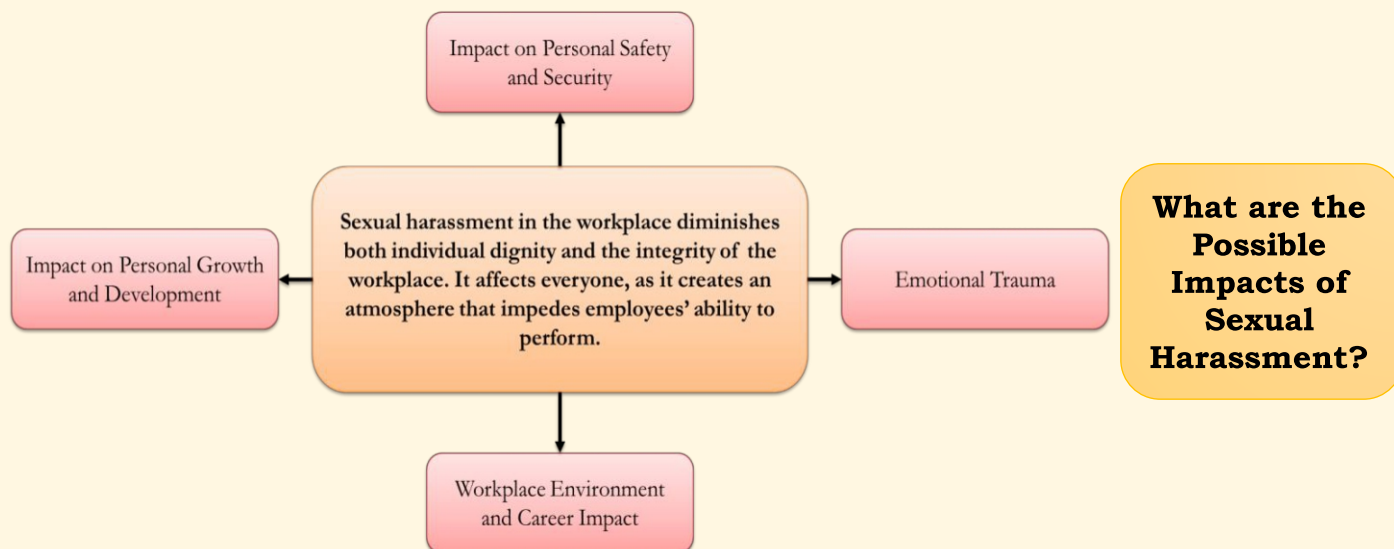 Impact on Personal Safety
and Security
Sexual harassment in the workplace diminishes
both individual dignity and the integrity of the
workplace. It affects everyone, as it creates an
atmosphere that impedes employees’ ability to
perform.
Impact on Personal Growth
and Development
Emotional Trauma
What are the
Possible
Impacts of
Sexual
Harassment?
Workplace Environment
and Career Impact